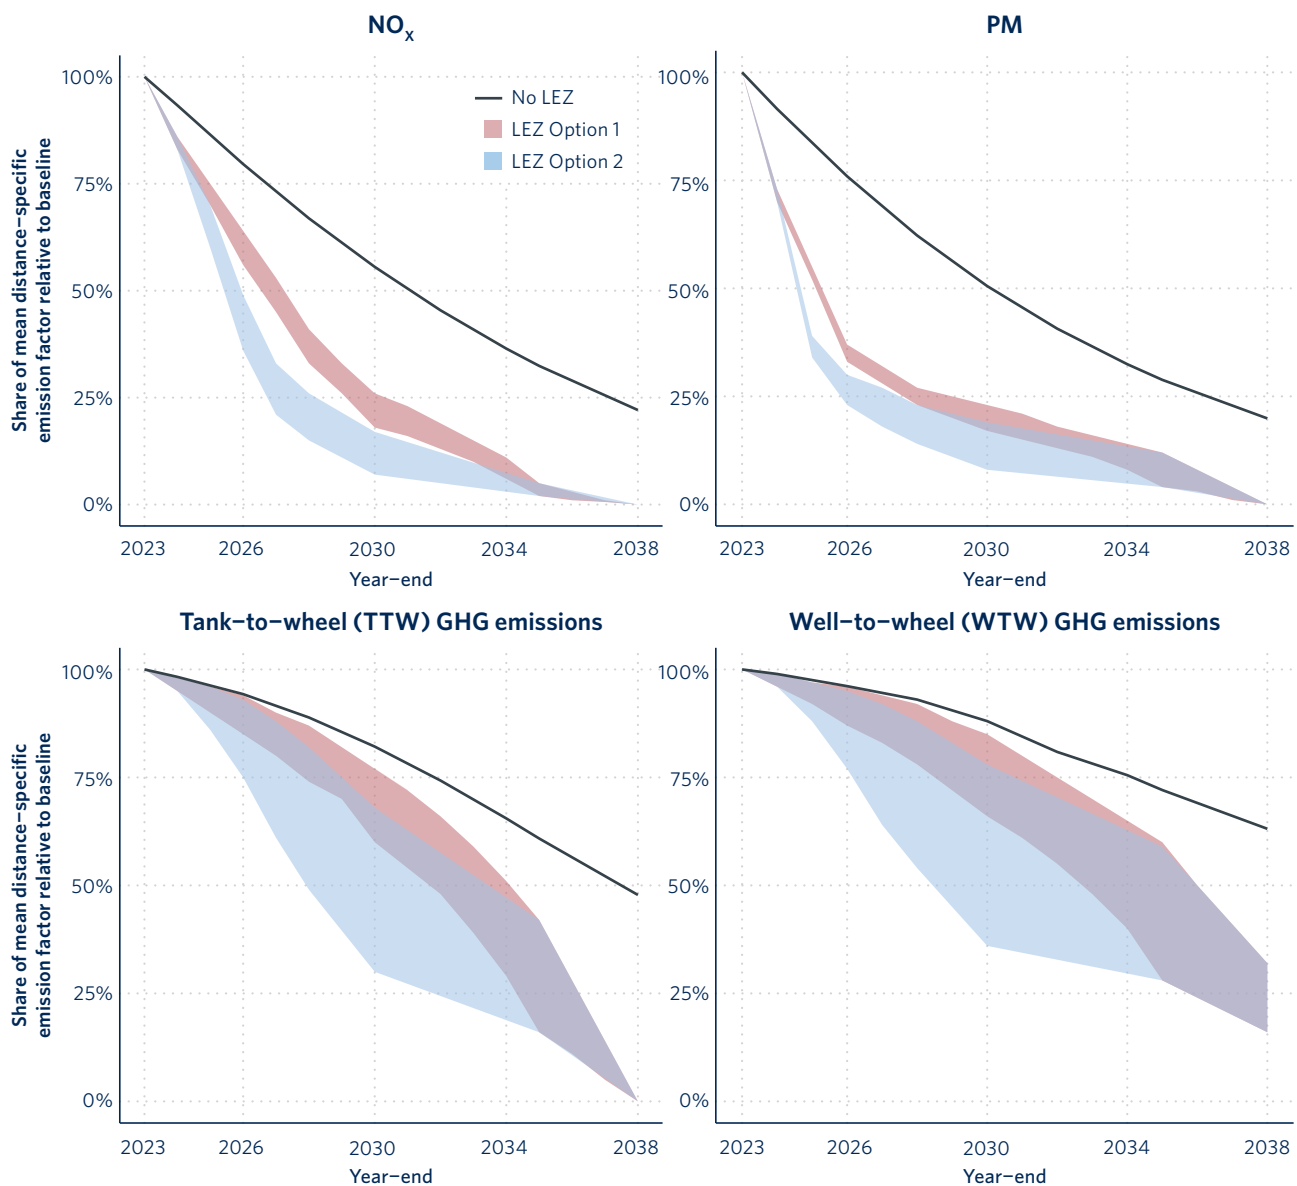 NOx
PM
Share of mean distance-specific
emission factor relative to baseline
100%
75%
50%
25%
0%
No LEZ
LEZ Option 1
LEZ Option 2
2023 2026 2030 2034 2038
Year-end
100%
75%
50%
25%
0%
2023 2026 2030 2034 2038
Year-end
Tank-to-wheel (TTW) GHG emissions
Well-to-wheel (WTW) GHG emissions
Share of mean distance-specific
emission factor relative to baseline
100%
75%
50%
25%
0%
2023 2026 2030 2034 2038
Year-end
100%
75%
50%
25%
0%
2023 2026 2030 2034 2038
Year-end